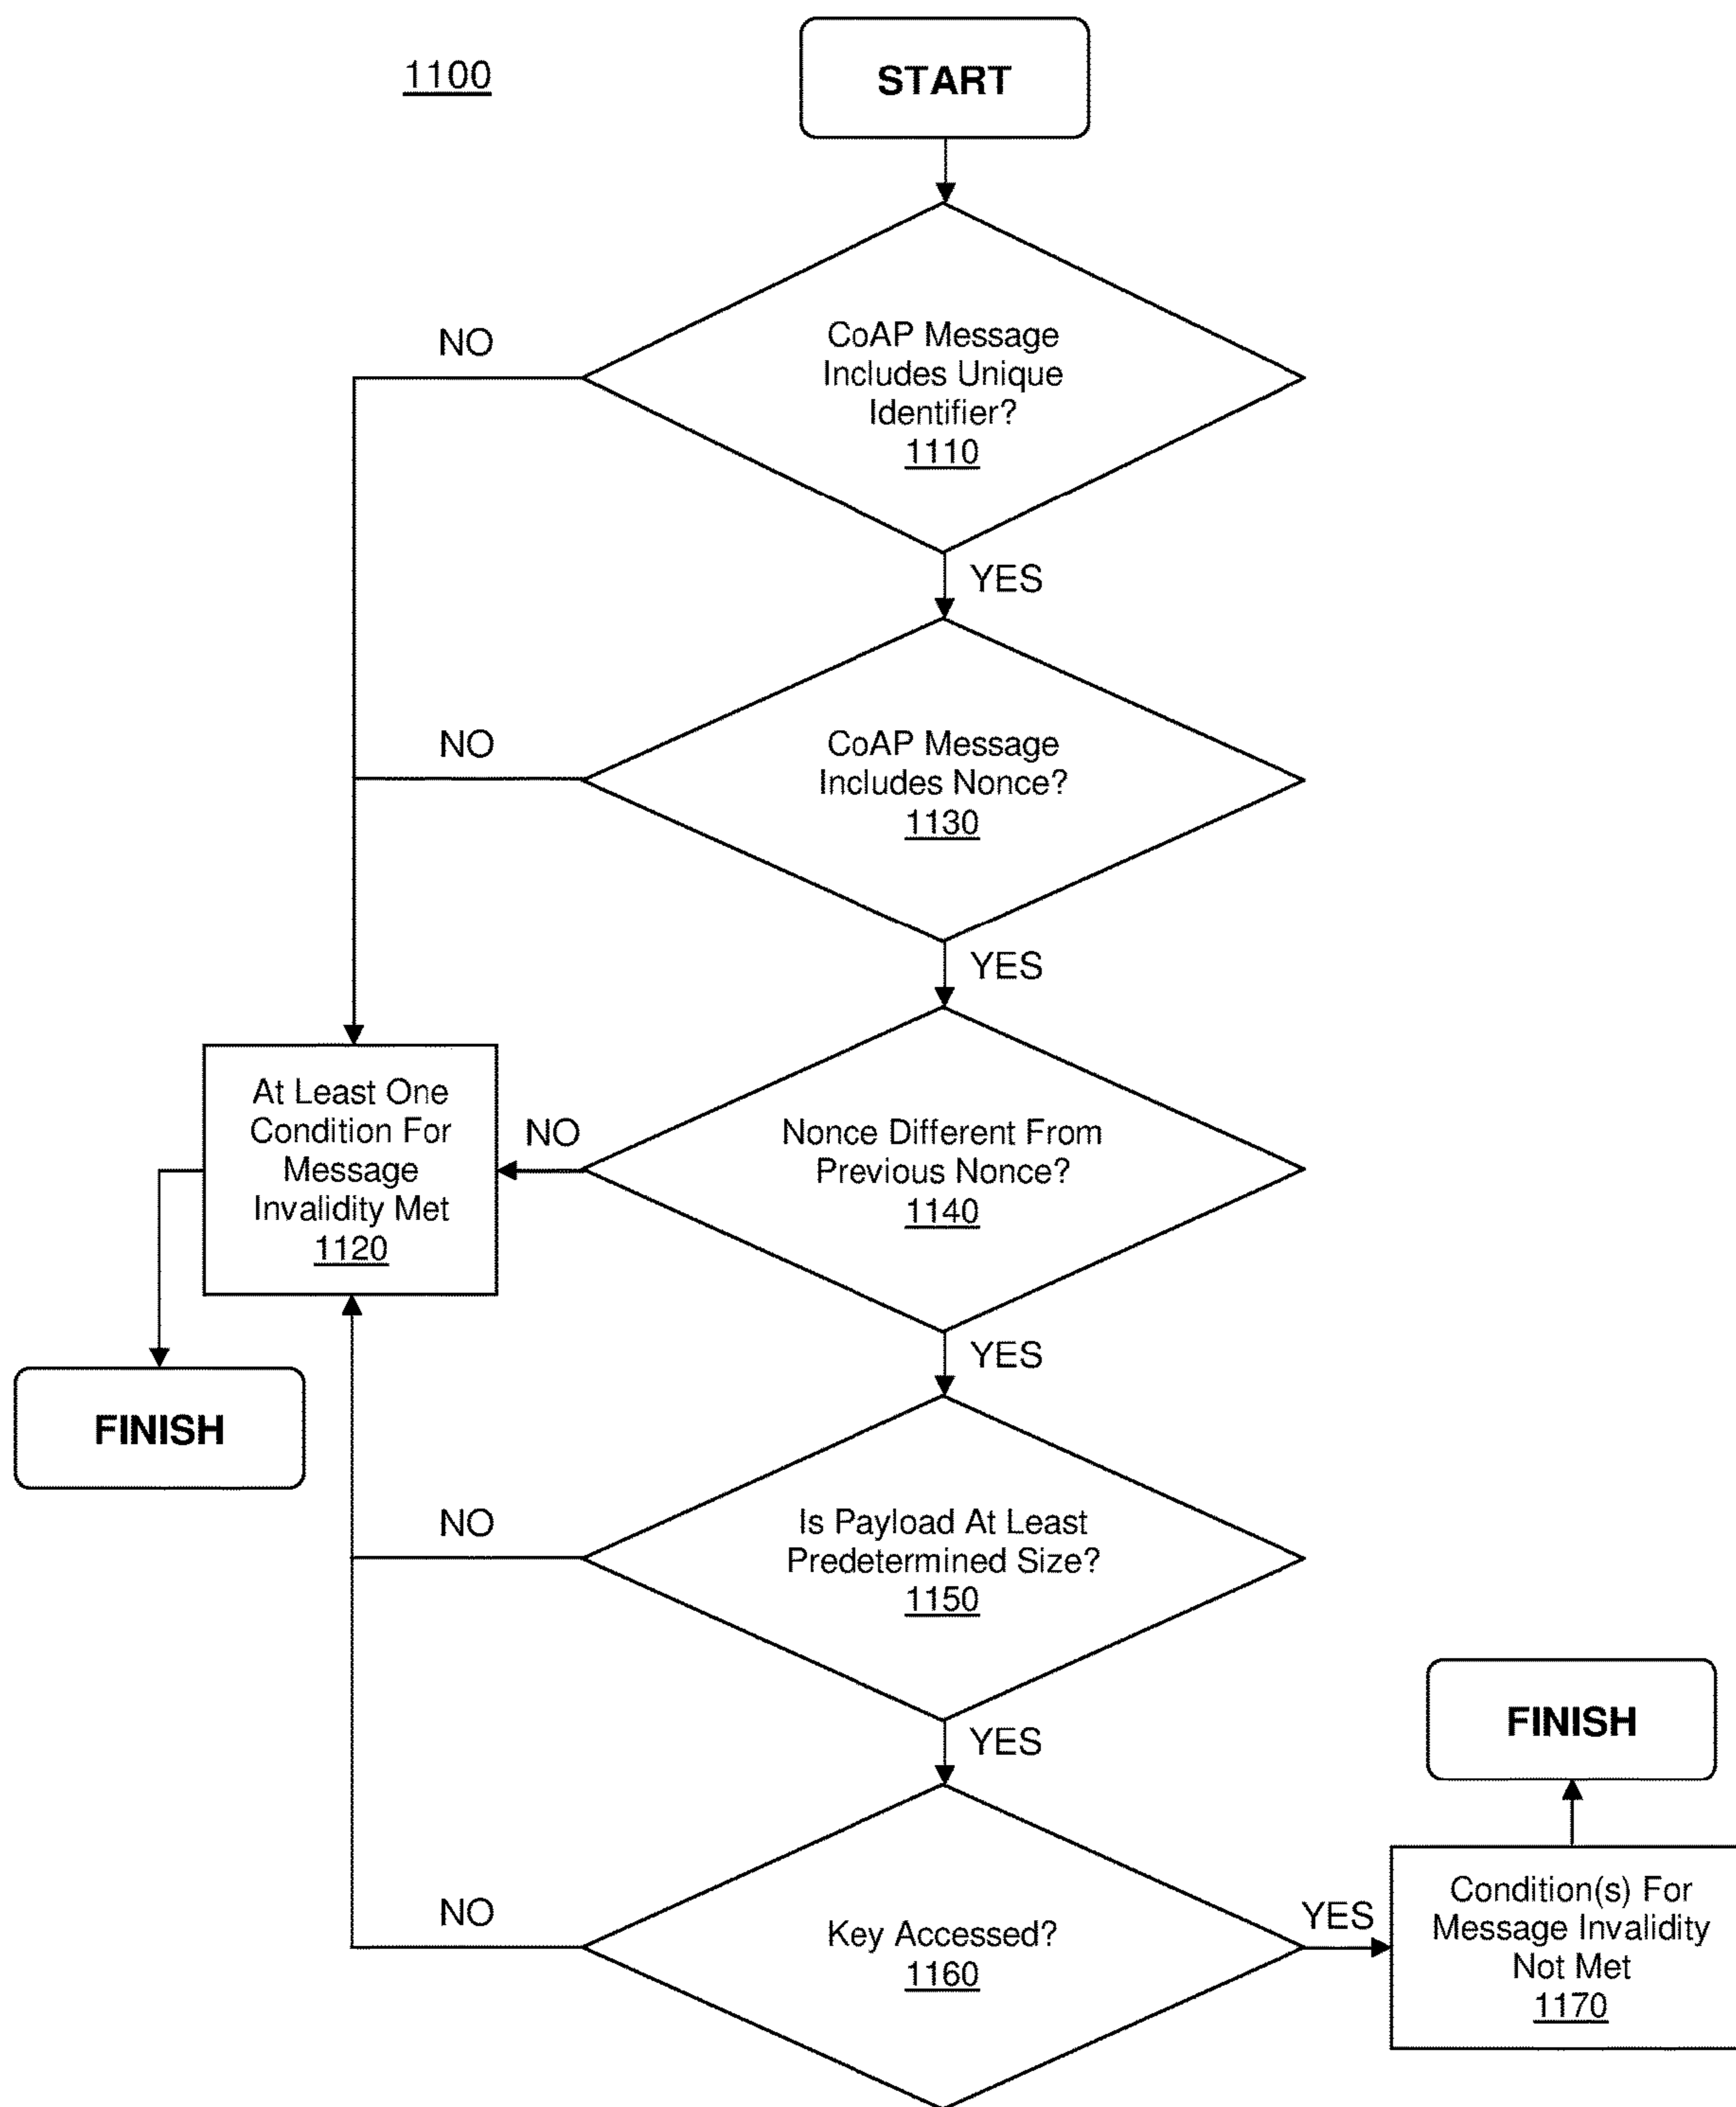 1100
START
CoAP Message
Includes Unique
Identifier?
1110
NO
YES
CoAP Message
Includes Nonce?
1130
NO
YES
Nonce Different From
Previous Nonce?
1140
NO
At Least One
Condition For
Message
Invalidity Met
1120
FINISH
YES
Is Payload At Least
Predetermined Size?
1150
NO
YES
Key Accessed?
1160
NO
YES
Condition(s) For
Message Invalidity
Not Met
1170
FINISH